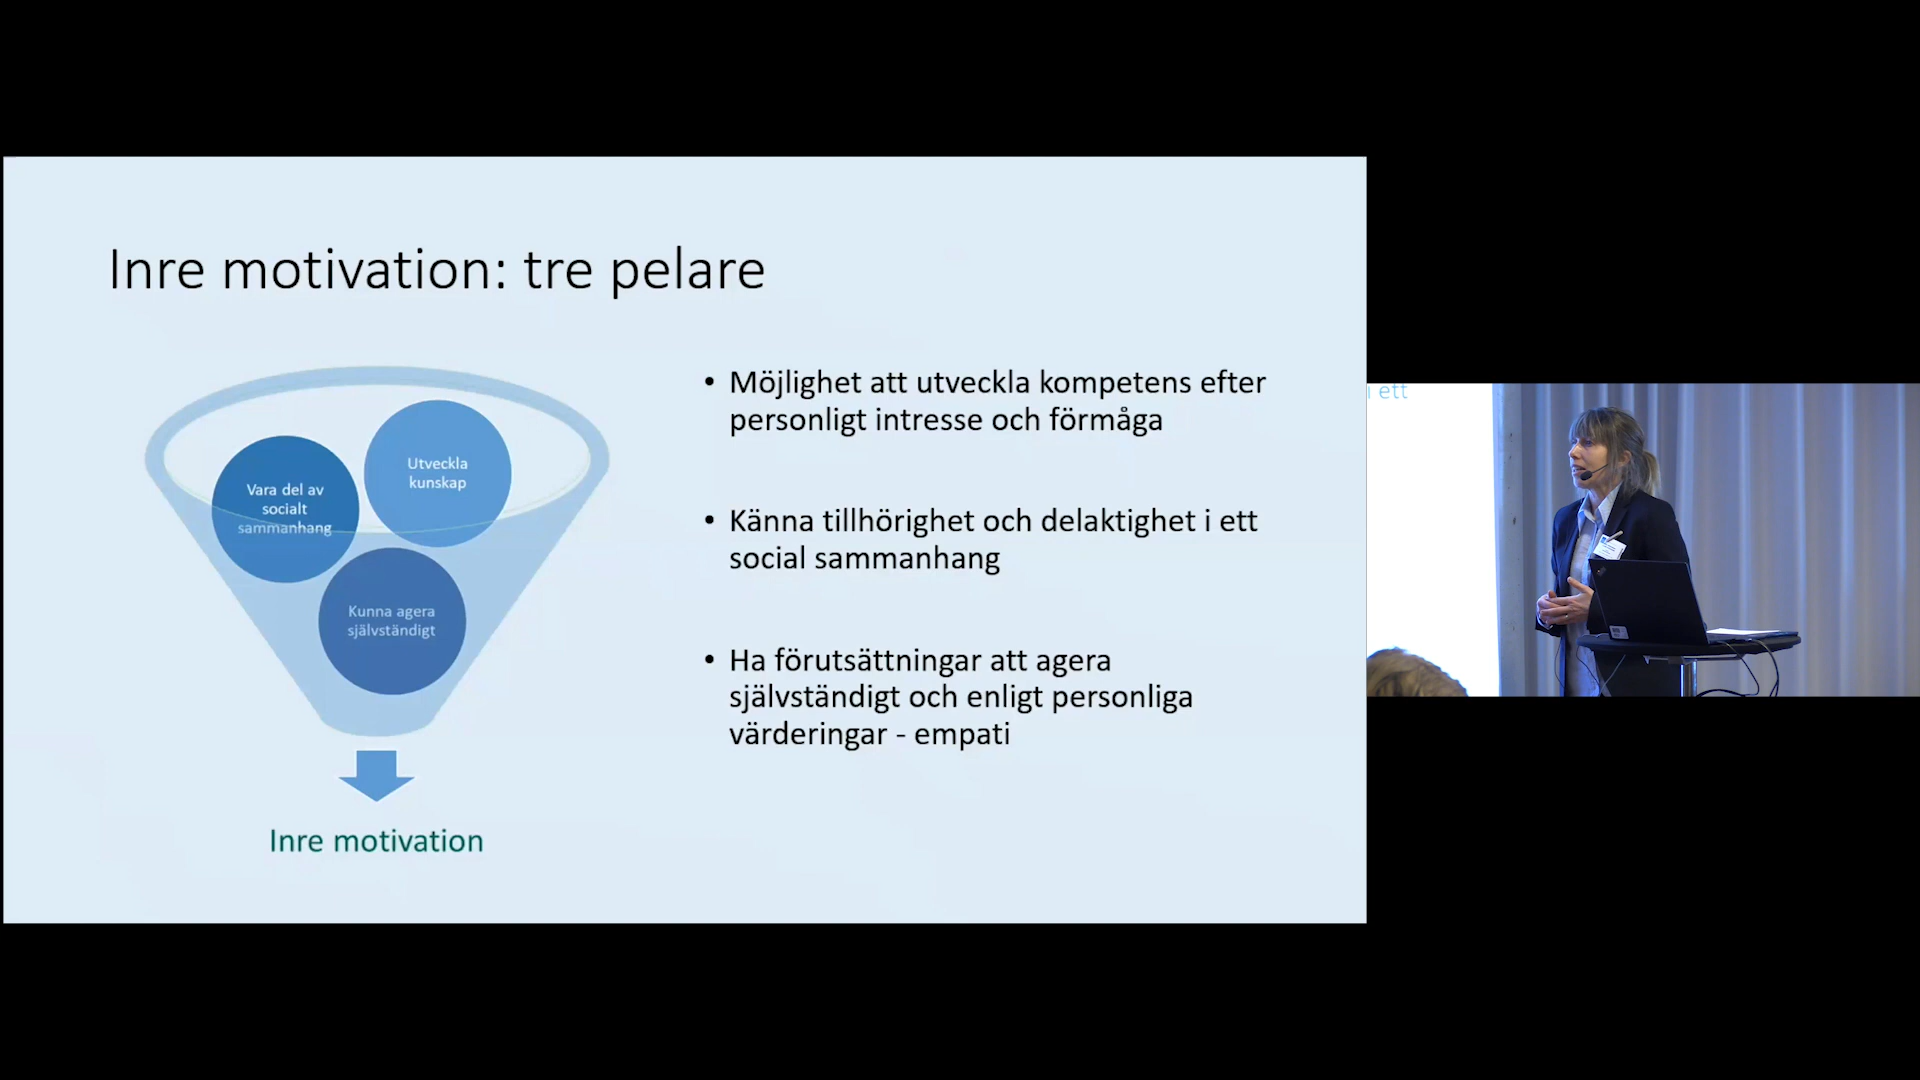 Inre motivation: tre pelare
Vara del av
socialt
sammanhang
Utveckla
kunskap
Kunna agera
självständigt
Inre motivation
• Möjlighet att utveckla kompetens efter
personligt intresse och förmåga
• Känna tillhörighet och delaktighet i ett
social sammanhang
• Ha förutsättningar att agera
självständigt och enligt personliga
värderingar - empati
i ett